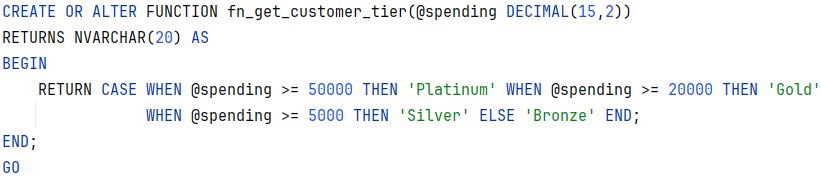 CREATE OR ALTER FUNCTION fn_get_customer_tier(@spending DECIMAL(15,2))
RETURNS NVARCHAR(20) AS
BEGIN
    RETURN CASE WHEN @spending >= 50000 THEN 'Platinum' WHEN @spending >= 20000 THEN 'Gold'
                WHEN @spending >= 5000 THEN 'Silver' ELSE 'Bronze' END;
END;
GO